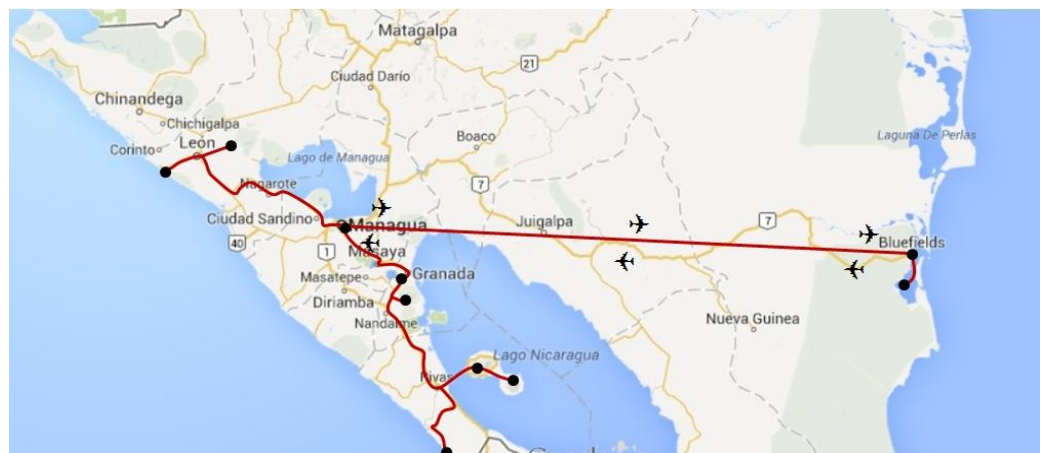 Matagalpa
21
Ciudad Darío
Chinandega
Chichigalpa
Corinto
León
Boaco
Laguna De Perlas
Lago de Managua
7
Nagarote
Ciudad Sandino
Managua
Juigalpa
7
Bluefields
40
1
Masaya
Masatepe
Granada
Diriamba
Nandaime
Nueva Guinea
Lago Nicaragua
Rivas